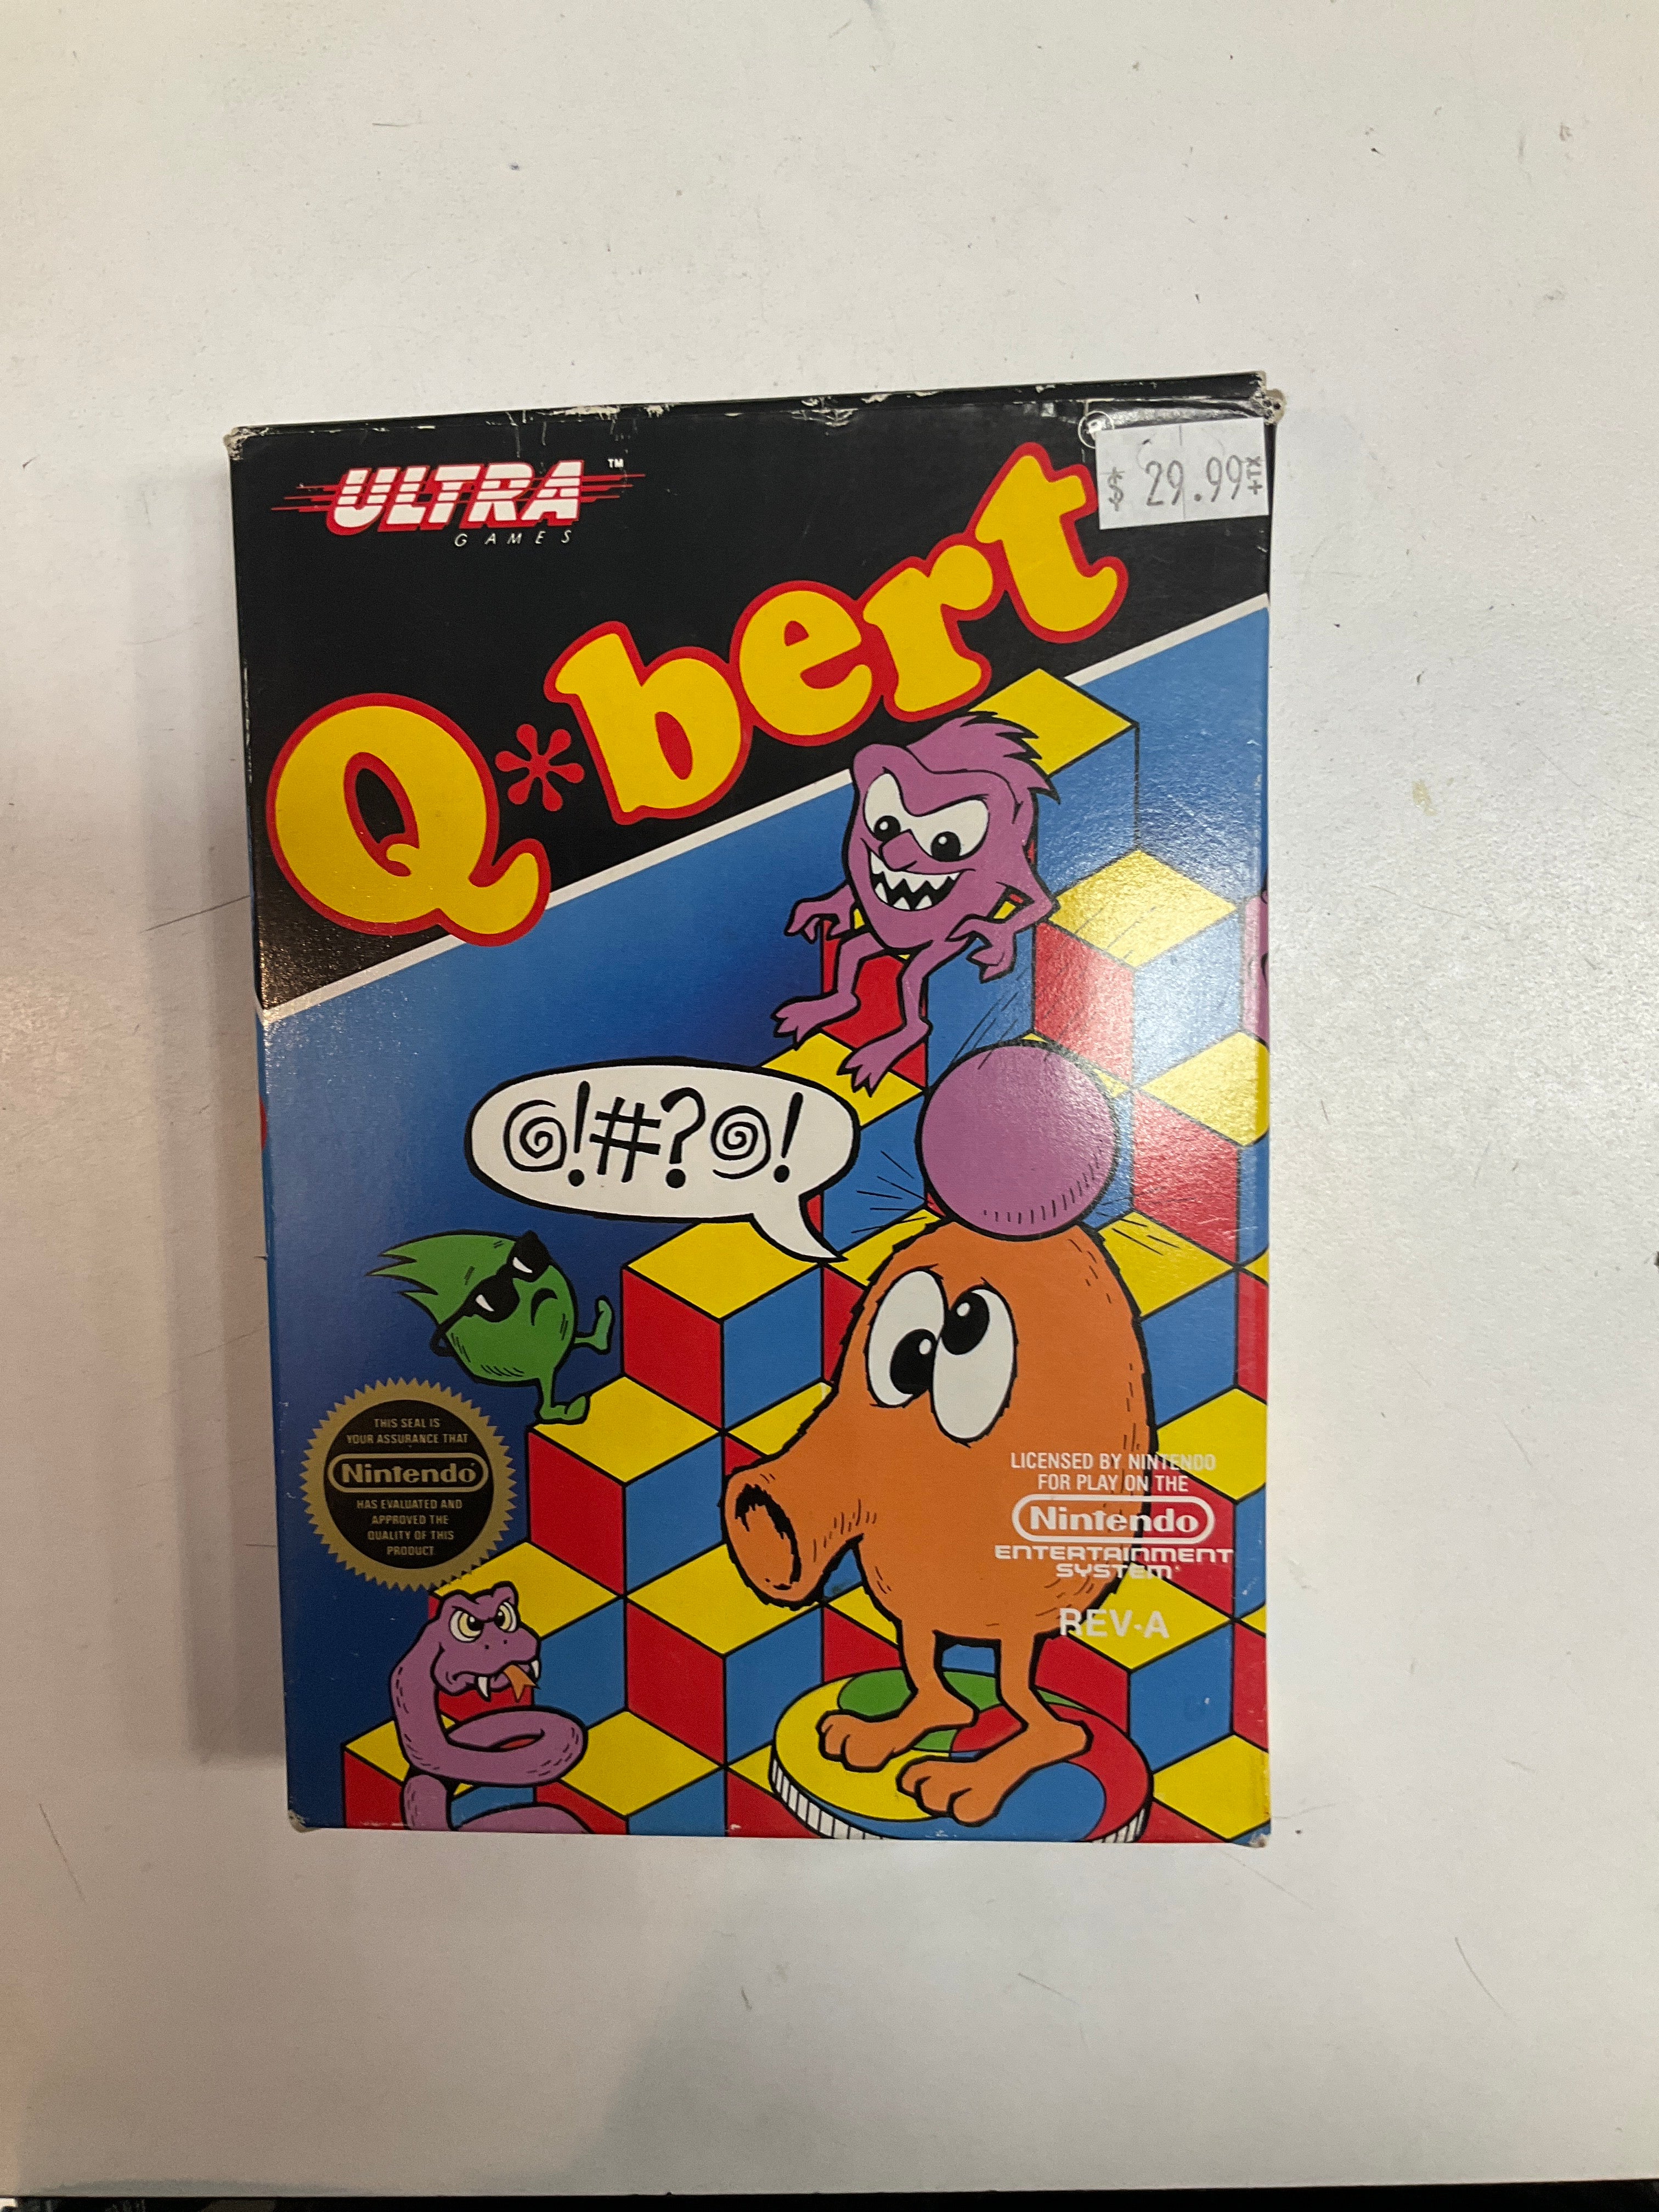 ULTRA™
GAMES
$ 29.99
Q*bert
@!#?@!
THIS SEAL IS
YOUR ASSURANCE THAT
Nintendo®
HAS EVALUATED AND
APPROVED THE
QUALITY OF THIS
PRODUCT
LICENSED BY NINTENDO
FOR PLAY ON THE
Nintendo
ENTERTAINMENT
SYSTEM®
REV-A